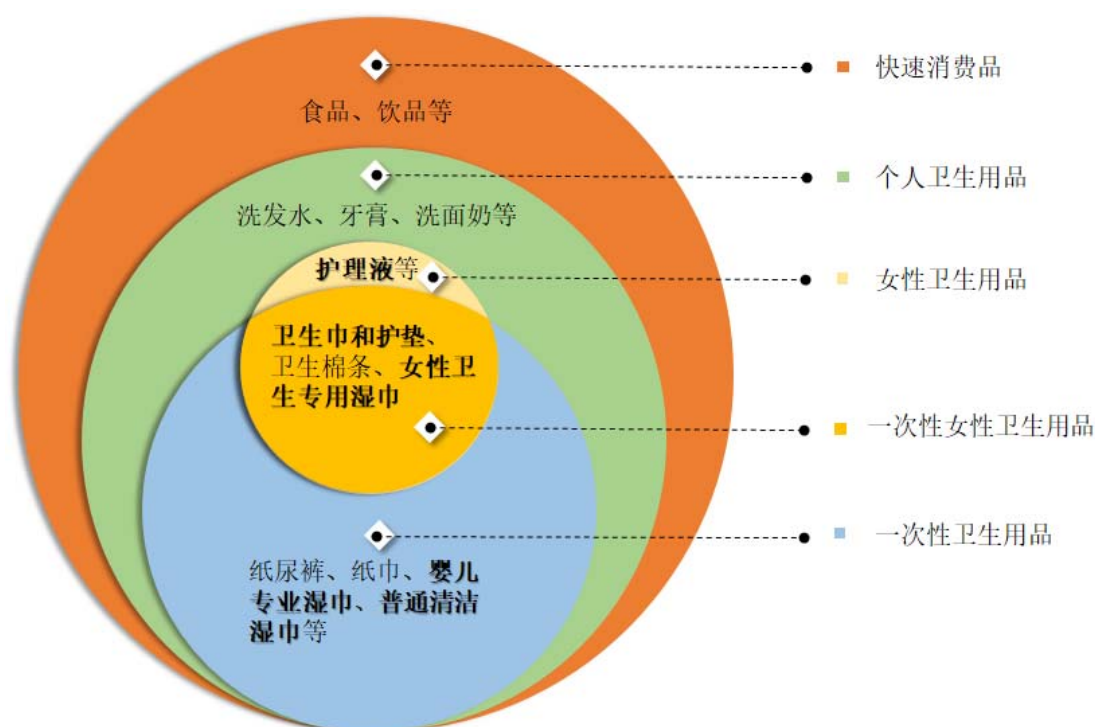 快速消费品
食品、饮品等
个人卫生用品
洗发水、牙膏、洗面奶等
护理液等
女性卫生用品
卫生巾和护垫、
卫生棉条、女性卫
生专用湿巾
一次性女性卫生用品
一次性卫生用品
纸尿裤、纸巾、婴儿
专业湿巾、普通清洁
湿巾等